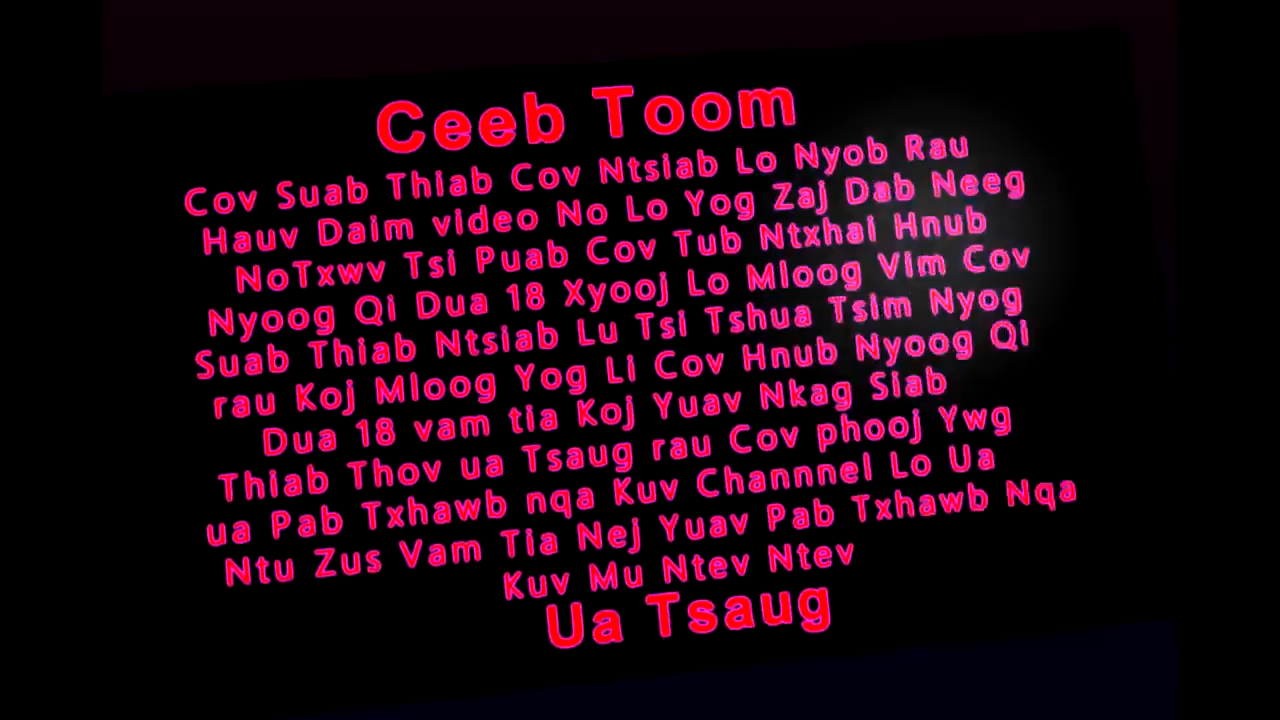 Ceeb Toom
Cov Suab Thiab Cov Ntsiab Lo Nyob Rau
Hauv Daim video No Lo Yog Zaj Dab Neeg
NoTxwv Tsi Puab Cov Tub Ntxhai Hnub
Nyoog Qi Dua 18 Xyooj Lo Mloog Vim Cov
Suab Thiab Ntsiab Lu Tsi Tshua Tsim Nyog
rau Koj Mloog Yog Li Cov Hnub Nyoog Qi
Dua 18 vam tia Koj Yuav Nkag Siab
Thiab Thov ua Tsaug rau Cov phooj Ywg
ua Pab Txhawb nqa Kuv Channnel Lo Ua
Ntu Zus Vam Tia Nej Yuav Pab Txhawb Nqa
Kuv Mu Ntev Ntev
Ua Tsaug